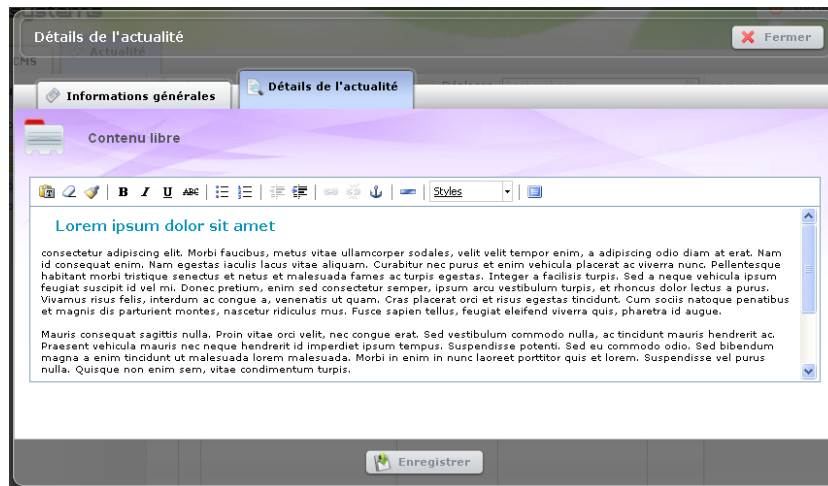 systems
Détails de l'actualité
Fermer
CMS
Actualité
Informations générales
Détails de l'actualité
Contenu libre
B I U ABC
Styles
Lorem ipsum dolor sit amet
consectetur adipiscing elit. Morbi faucibus, metus vitae ullamcorper sodales, velit velit tempor enim, a adipiscing odio diam at erat. Nam
id consequat enim. Nam egestas iaculis lacus vitae aliquam. Curabitur nec purus et enim vehicula placerat ac viverra nunc. Pellentesque
habitant morbi tristique senectus et netus et malesuada fames ac turpis egestas. Integer a facilisis turpis. Sed a neque vehicula ipsum
feugiat suscipit id vel mi. Donec pretium, enim sed consectetur semper, ipsum arcu vestibulum turpis, et rhoncus dolor lectus a purus.
Vivamus risus felis, interdum ac congue a, venenatis ut quam. Cras placerat orci et risus egestas tincidunt. Cum sociis natoque penatibus
et magnis dis parturient montes, nascetur ridiculus mus. Fusce sapien tellus, feugiat eleifend viverra quis, pharetra id augue.
Mauris consequat sagittis nulla. Proin vitae orci velit, nec congue erat. Sed vestibulum commodo nulla, ac tincidunt mauris hendrerit ac.
Praesent vehicula mauris nec neque hendrerit id imperdiet ipsum tempus. Suspendisse potenti. Sed eu commodo odio. Sed bibendum
magna a enim tincidunt ut malesuada lorem malesuada. Morbi in enim in nunc laoreet porttitor quis et lorem. Suspendisse vel purus
nulla. Quisque non enim sem, vitae condimentum turpis.
Enregistrer